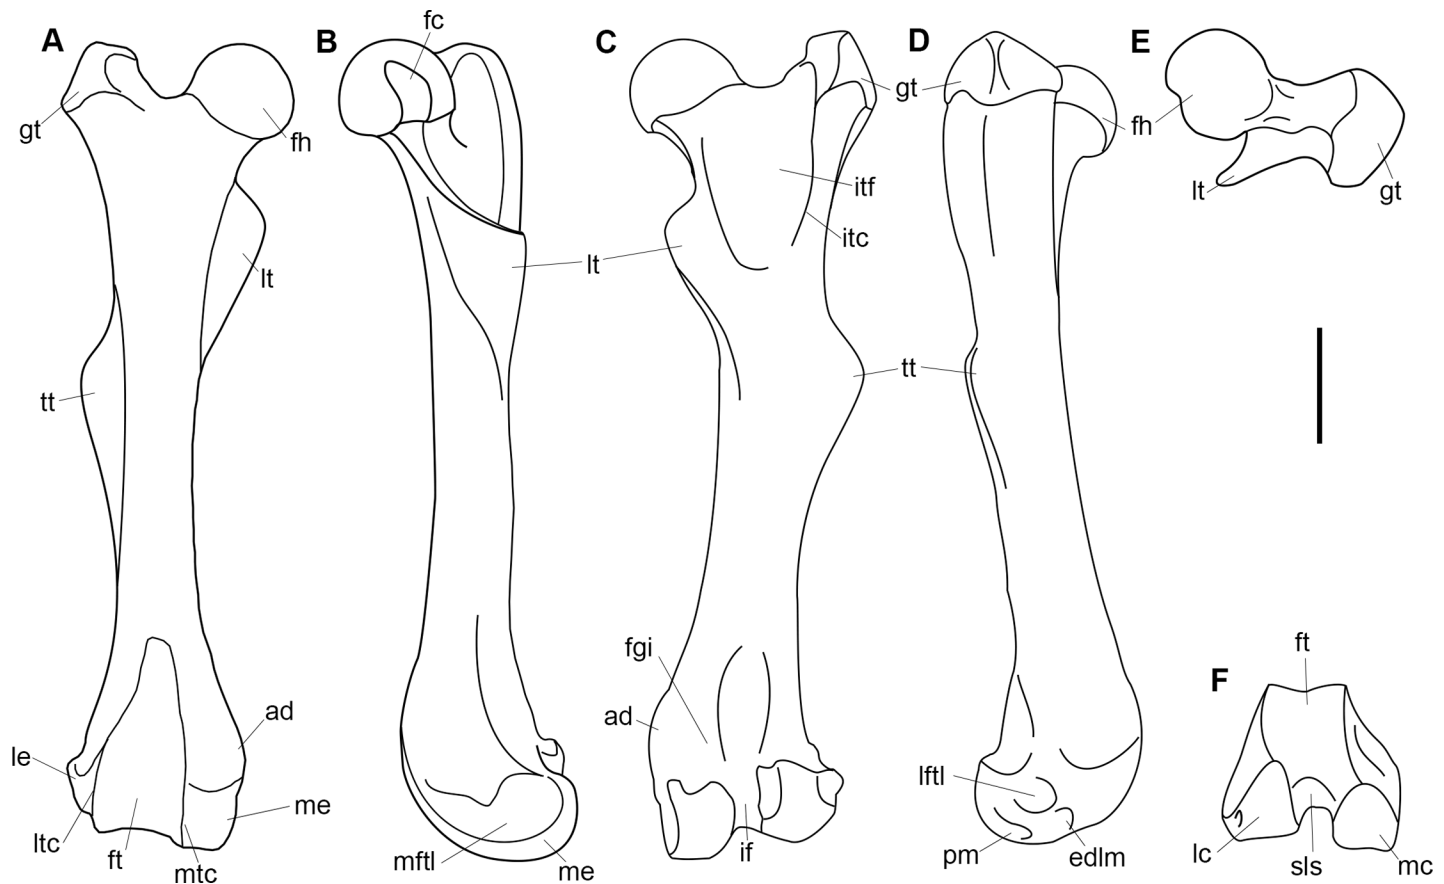 A
B
C
D
E
fc
gt
gt
fh
fh
itf
itc
lt
gt
lt
lt
tt
tt
fgi
ft
F
ad
ad
le
lftl
me
ltc
ft
mtc
mftl
me
if
pm
edlm
lc
sls
mc